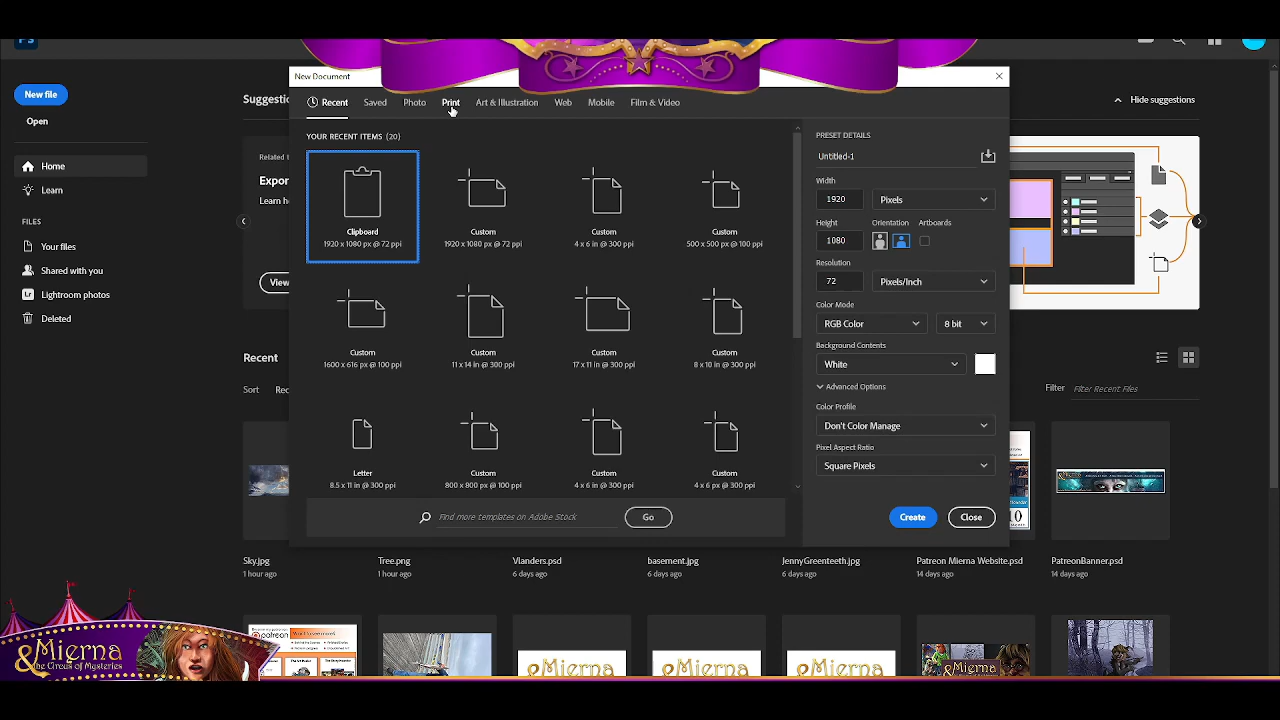 Ps
New file
Open
Home
Learn
FILES
Your files
Shared with you
Lr
Lightroom photos
Deleted
Hide suggestions
New Document
Recent
Saved
Photo
Print
Art & Illustration
Web
Mobile
Film & Video
YOUR RECENT ITEMS (20)
Clipboard
1920 x 1080 px @ 72 ppi
Custom
1920 x 1080 px @ 72 ppi
Custom
4 x 6 in @ 300 ppi
Custom
500 x 500 px @ 100 ppi
Custom
1600 x 616 px @ 100 ppi
Custom
11 x 14 in @ 300 ppi
Custom
17 x 11 in @ 300 ppi
Custom
8 x 10 in @ 300 ppi
Letter
8.5 x 11 in @ 300 ppi
Custom
800 x 800 px @ 100 ppi
Custom
4 x 6 in @ 300 ppi
Custom
4 x 6 px @ 300 ppi
Find more templates on Adobe Stock
Go
PRESET DETAILS
Untitled-1
Width
1920
Pixels
Height
Orientation
Artboards
1080
Resolution
72
Pixels/Inch
Color Mode
RGB Color
8 bit
Background Contents
White
Advanced Options
Color Profile
Don't Color Manage
Pixel Aspect Ratio
Square Pixels
Create
Close
Related t
Expor
Learn h
View
Recent
Sort
Rec
Filter
Filter Recent Files
Sky.jpg
1 hour ago
Tree.png
1 hour ago
Vlanders.psd
6 days ago
basement.jpg
6 days ago
JennyGreenteeth.jpg
6 days ago
Patreon Mierna Website.psd
14 days ago
PatreonBanner.psd
14 days ago
Mierna
& the Circus of Mysteries
patreon
Mierna
Mierna
Mierna
Mierna